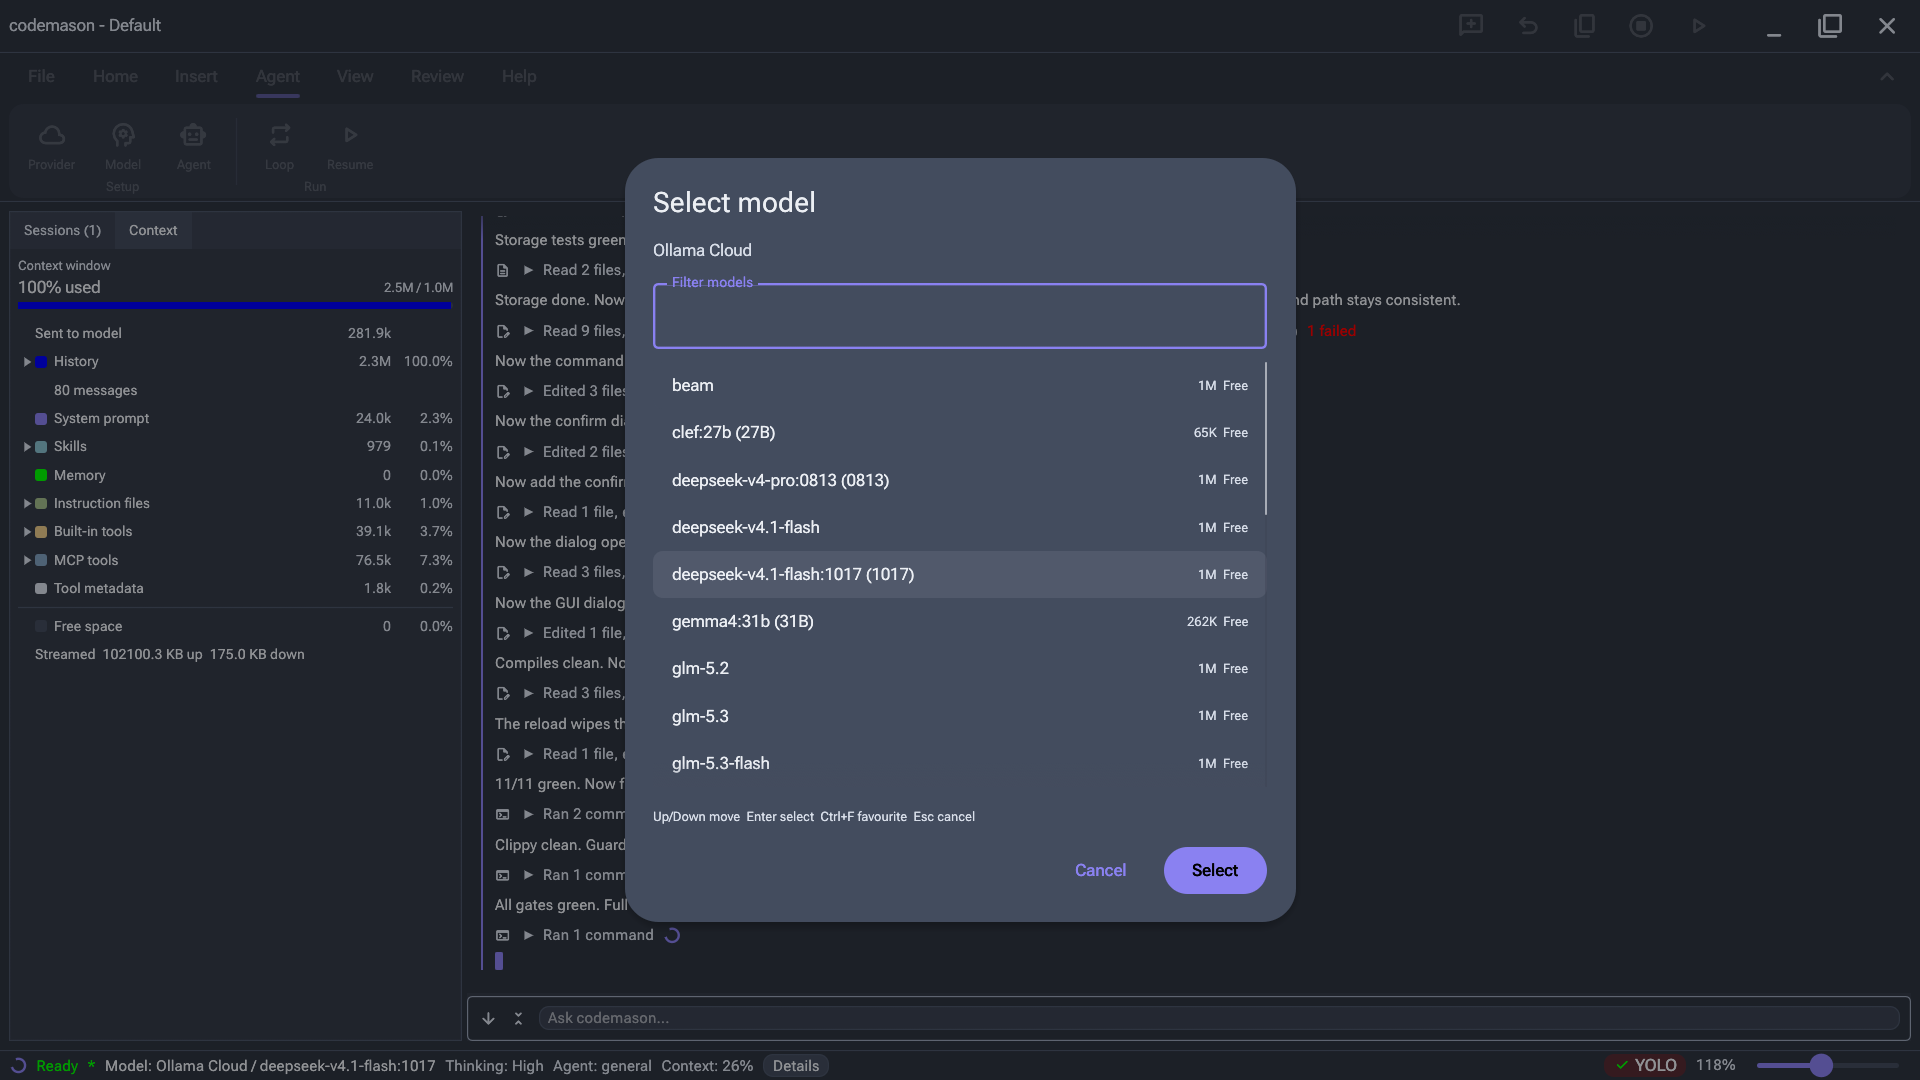 codemason - Default
File Home Insert Agent View Review Help
Provider Model Agent Loop Resume
Setup Run
Sessions (1) Context
Context window
100% used 2.5M / 1.0M
Sent to model 281.9k
History 2.3M 100.0%
80 messages
System prompt 24.0k 2.3%
Skills 979 0.1%
Memory 0 0.0%
Instruction files 11.0k 1.0%
Built-in tools 39.1k 3.7%
MCP tools 76.5k 7.3%
Tool metadata 1.8k 0.2%
Free space 0 0.0%
Streamed 102100.3 KB up 175.0 KB down
Storage tests green
Read 2 files,
Storage done. Now
nd path stays consistent.
Read 9 files,
1 failed
Now the command
Edited 3 files
Now the confirm di
Edited 2 files
Now add the confir
Read 1 file, e
Now the dialog ope
Read 3 files,
Now the GUI dialog
Edited 1 file,
Compiles clean. No
Read 3 files,
The reload wipes th
Read 1 file, e
11/11 green. Now f
Ran 2 comm
Clippy clean. Guard
Ran 1 comm
All gates green. Full
Ran 1 command
Select model
Ollama Cloud
Filter models
beam 1M Free
clef:27b (27B) 65K Free
deepseek-v4-pro:0813 (0813) 1M Free
deepseek-v4.1-flash 1M Free
deepseek-v4.1-flash:1017 (1017) 1M Free
gemma4:31b (31B) 262K Free
glm-5.2 1M Free
glm-5.3 1M Free
glm-5.3-flash 1M Free
Up/Down move Enter select Ctrl+F favourite Esc cancel
Cancel Select
Ask codemason...
Ready * Model: Ollama Cloud / deepseek-v4.1-flash:1017 Thinking: High Agent: general Context: 26% Details
YOLO 118%